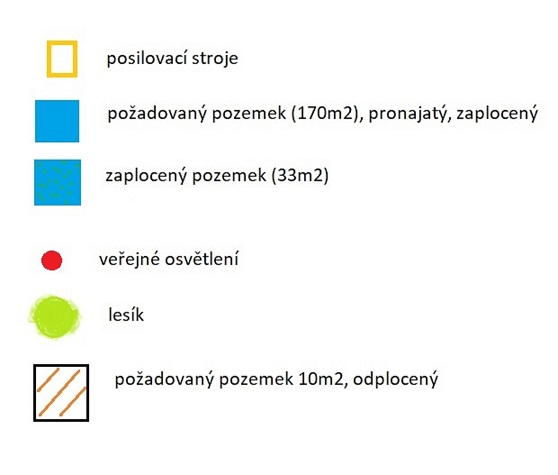 posilovací stroje
požadovaný pozemek (170m2), pronajatý, zaplocený
zaplocený pozemek (33m2)
veřejné osvětlení
lesík
požadovaný pozemek 10m2, odplocený